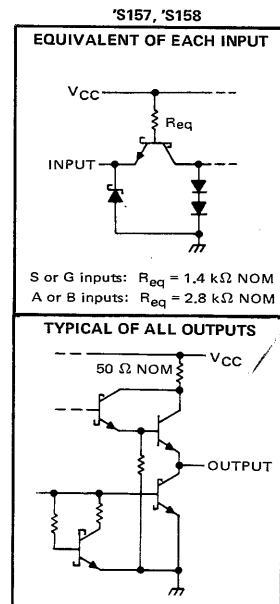 'S157, 'S158
EQUIVALENT OF EACH INPUT
VCC
Req
INPUT
S or G inputs: Req = 1.4 kΩ NOM
A or B inputs: Req = 2.8 kΩ NOM
TYPICAL OF ALL OUTPUTS
VCC
50 Ω NOM
OUTPUT